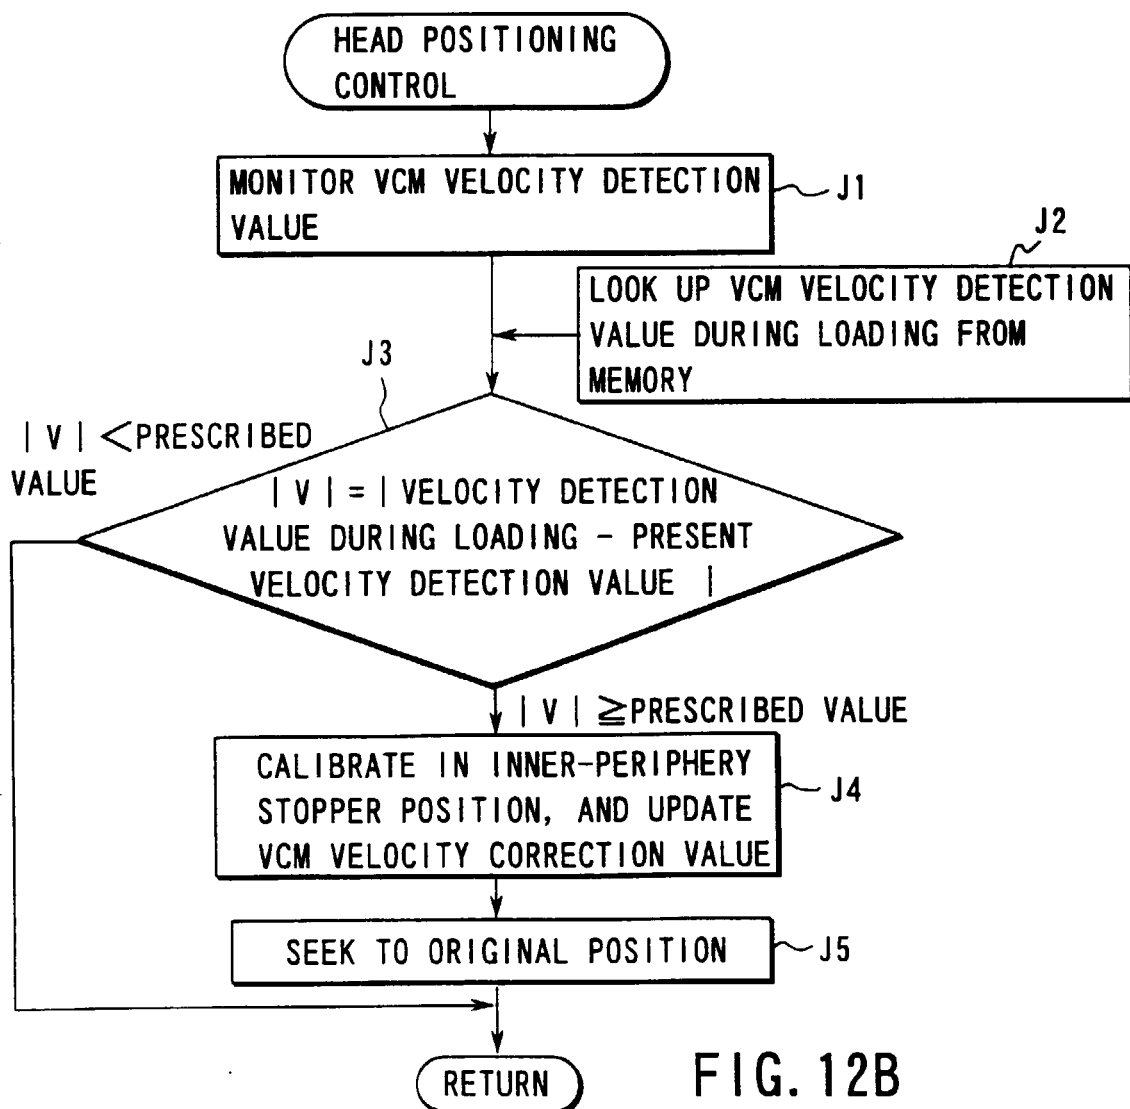 HEAD POSITIONING
CONTROL
MONITOR VCM VELOCITY DETECTION
VALUE
J1
J2
LOOK UP VCM VELOCITY DETECTION
VALUE DURING LOADING FROM
MEMORY
J3
|V| <PRESCRIBED
VALUE
|V|=|VELOCITY DETECTION
VALUE DURING LOADING - PRESENT
VELOCITY DETECTION VALUE |
|V| ≧PRESCRIBED VALUE
CALIBRATE IN INNER-PERIPHERY
STOPPER POSITION, AND UPDATE
VCM VELOCITY CORRECTION VALUE
J4
SEEK TO ORIGINAL POSITION
J5
RETURN
FIG. 12B